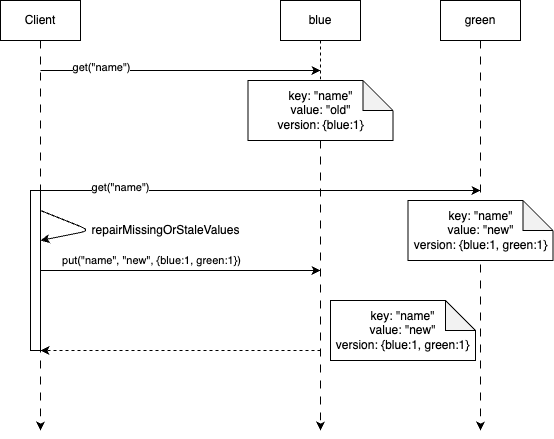 Client
blue
green
get("name")
key: "name"
value: "old"
version: {blue:1}
get("name")
key: "name"
value: "new"
version: {blue:1, green:1}
repairMissingOrStaleValues
put("name", "new", {blue:1, green:1})
key: "name"
value: "new"
version: {blue:1, green:1}